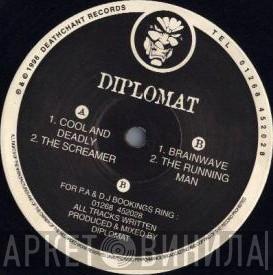 ℗ & © 1996 DEATHCHANT RECORDS
TEL 01268 452028
DIPLOMAT
A
1. COOL AND
DEADLY
2. THE SCREAMER
B
1. BRAINWAVE
2. THE RUNNING
MAN
B
FOR P.A & D J BOOKINGS RING :
01268 452028
ALL TRACKS WRITTEN
PRODUCED & MIXED BY
DIPLOMAT